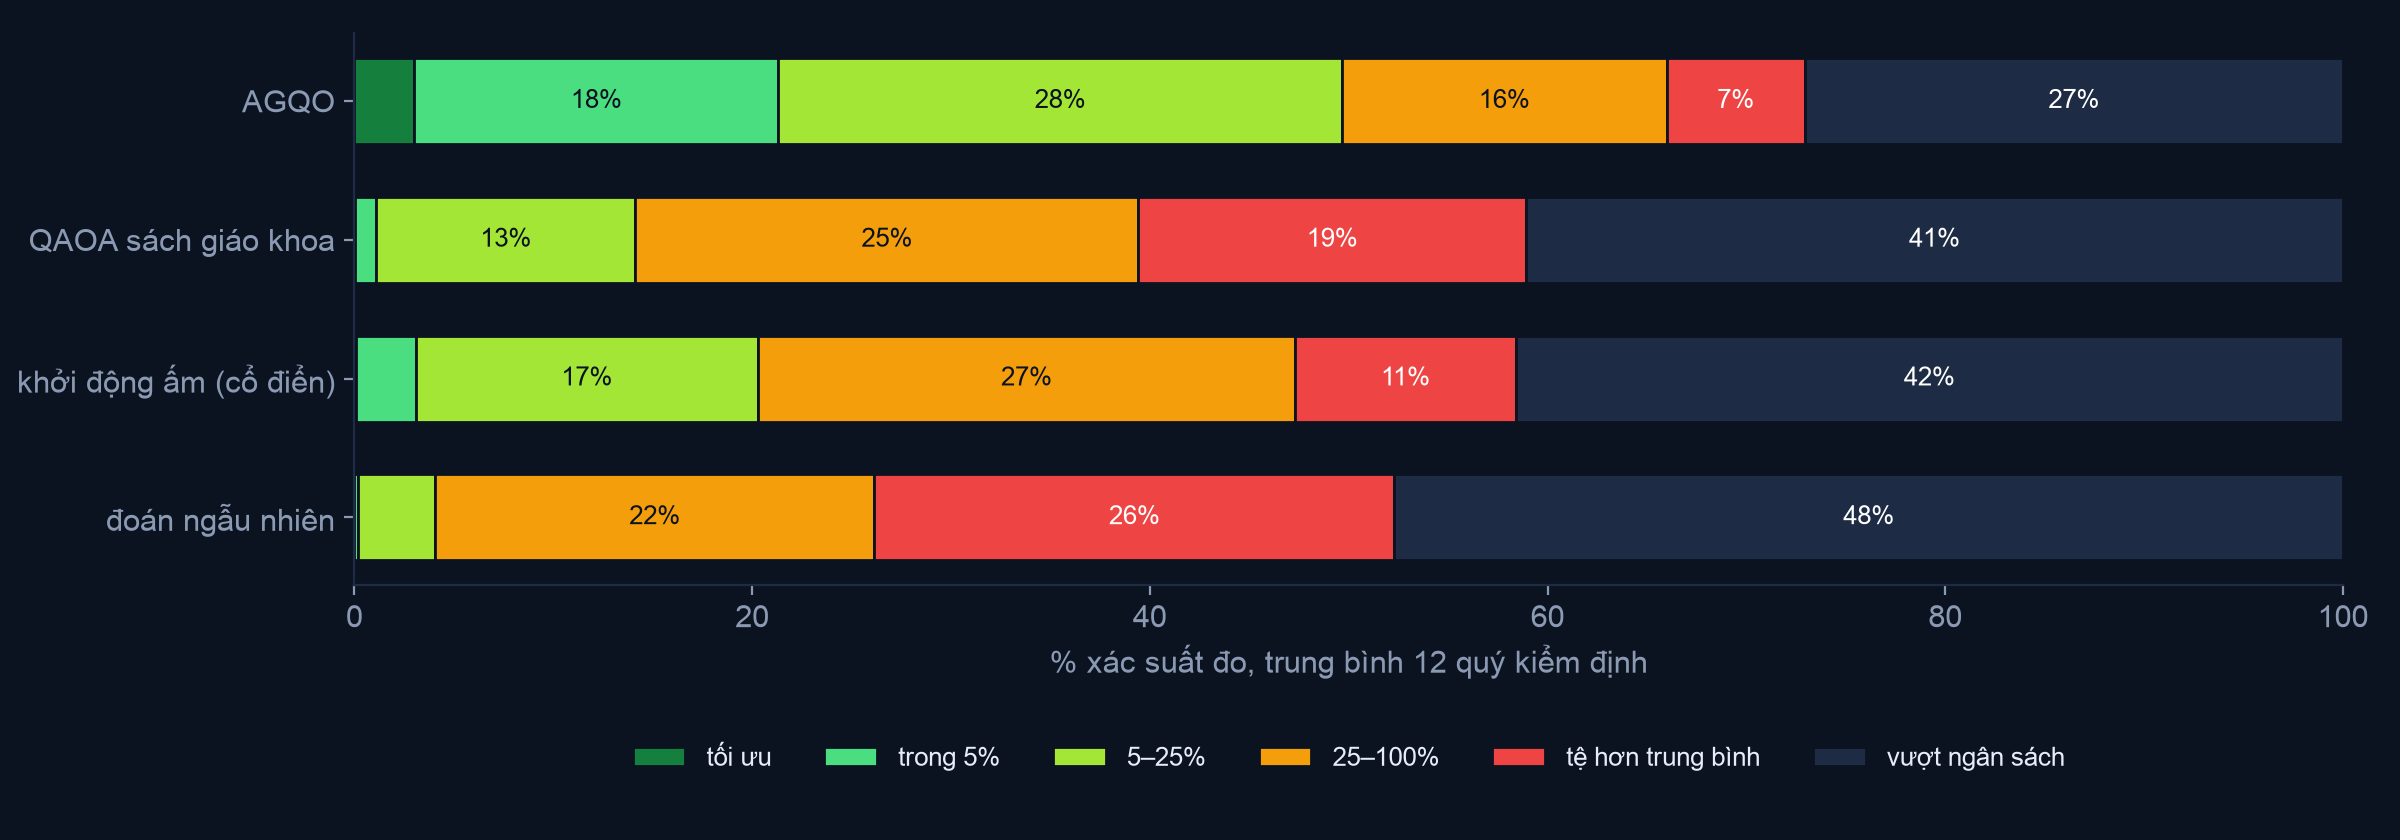 AGQO
18%
28%
16%
7%
27%
QAOA sách giáo khoa
13%
25%
19%
41%
khởi động ấm (cổ điển)
17%
27%
11%
42%
đoán ngẫu nhiên
22%
26%
48%
0
20
40
60
80
100
% xác suất đo, trung bình 12 quý kiểm định
tối ưu
trong 5%
5–25%
25–100%
tệ hơn trung bình
vượt ngân sách